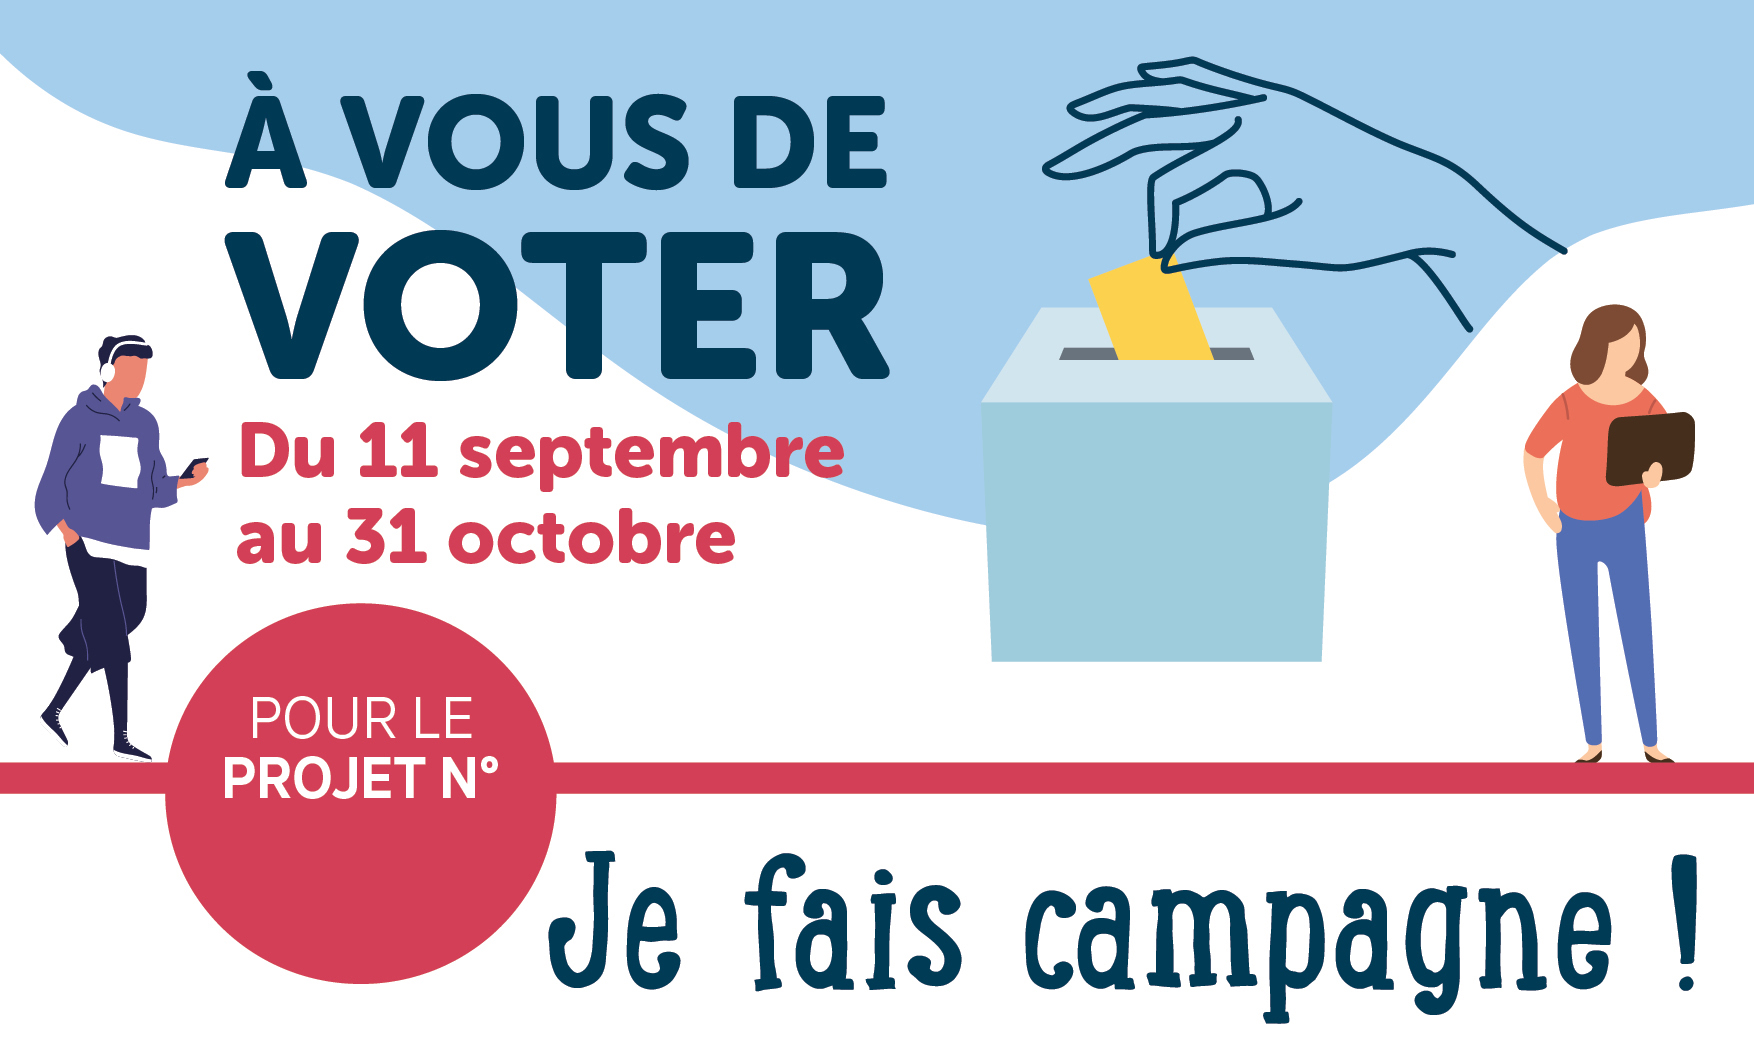 À VOUS DE
VOTER
Du 11 septembre
au 31 octobre
POUR LE
PROJET N°
Je fais campagne !